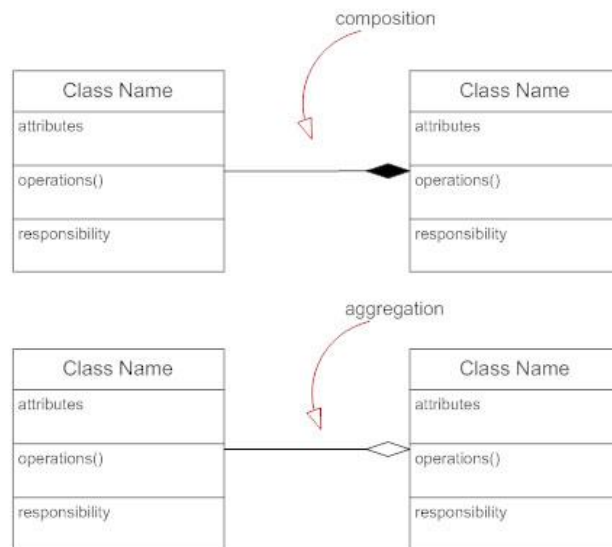 composition
Class Name Class Name
attributes attributes
operations() operations()
responsibility responsibility
aggregation
Class Name Class Name
attributes attributes
operations() operations()
responsibility responsibility